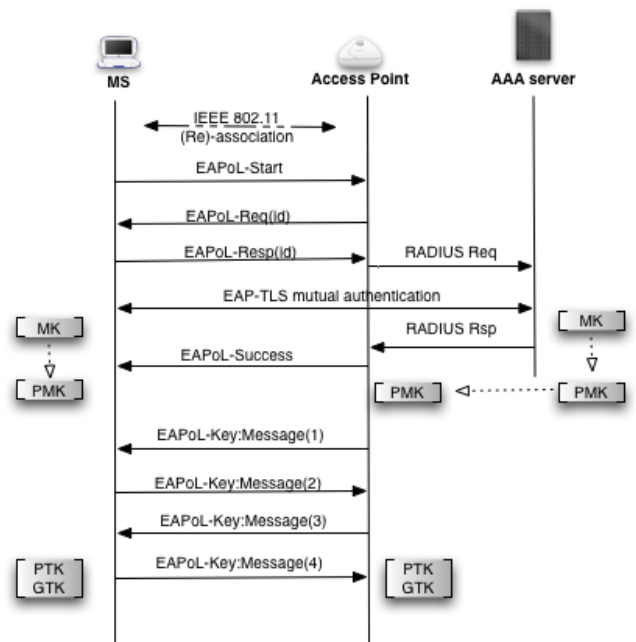 MS
Access Point
AAA server
IEEE 802.11
(Re)-association
EAPoL-Start
EAPoL-Req(id)
EAPoL-Resp(id)
RADIUS Req
EAP-TLS mutual authentication
RADIUS Rsp
MK
MK
EAPoL-Success
PMK
PMK
PMK
EAPoL-Key:Message(1)
EAPoL-Key:Message(2)
EAPoL-Key:Message(3)
EAPoL-Key:Message(4)
PTK
GTK
PTK
GTK